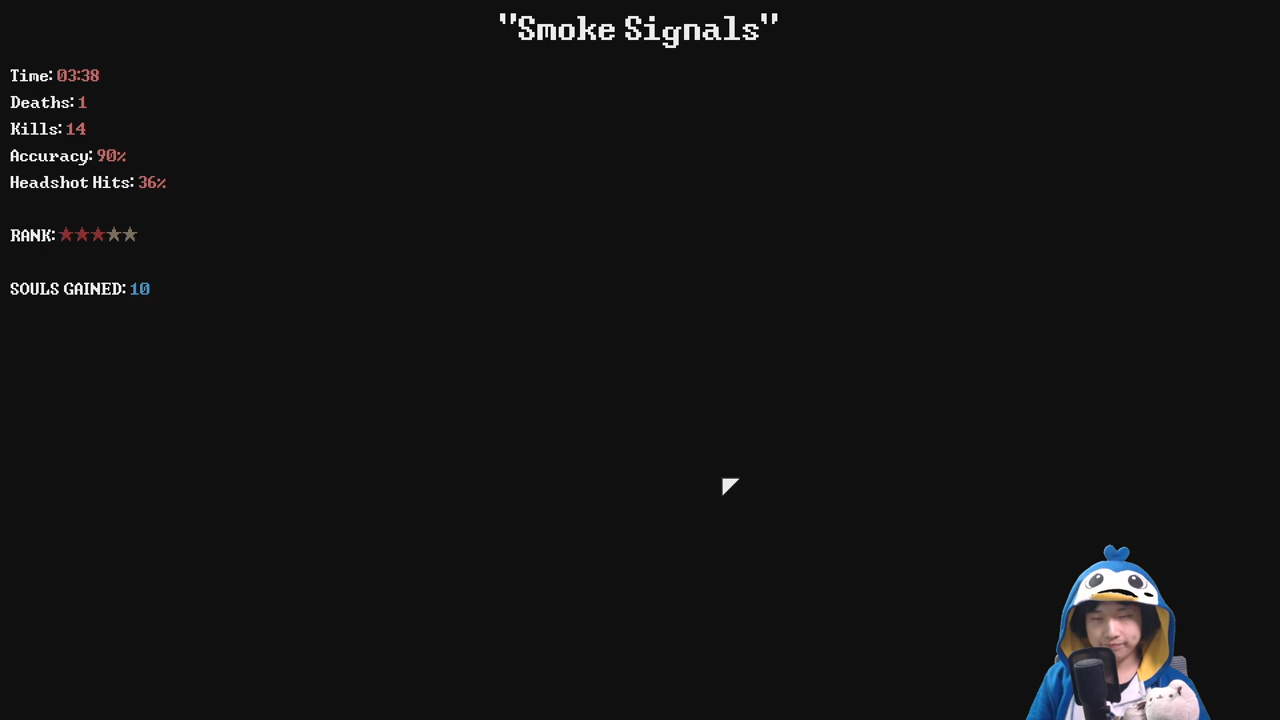 "Smoke Signals"
Time: 03:38
Deaths: 1
Kills: 14
Accuracy: 90%
Headshot Hits: 36%
RANK: ★★★★★
SOULS GAINED: 10